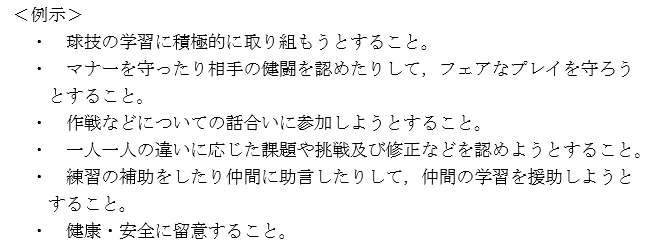 ＜例示＞
・　球技の学習に積極的に取り組もうとすること。
・　マナーを守ったり相手の健闘を認めたりして，フェアなプレイを守ろう
とすること。
・　作戦などについての話合いに参加しようとすること。
・　一人一人の違いに応じた課題や挑戦及び修正などを認めようとすること。
・　練習の補助をしたり仲間に助言したりして，仲間の学習を援助しようと
すること。
・　健康・安全に留意すること。